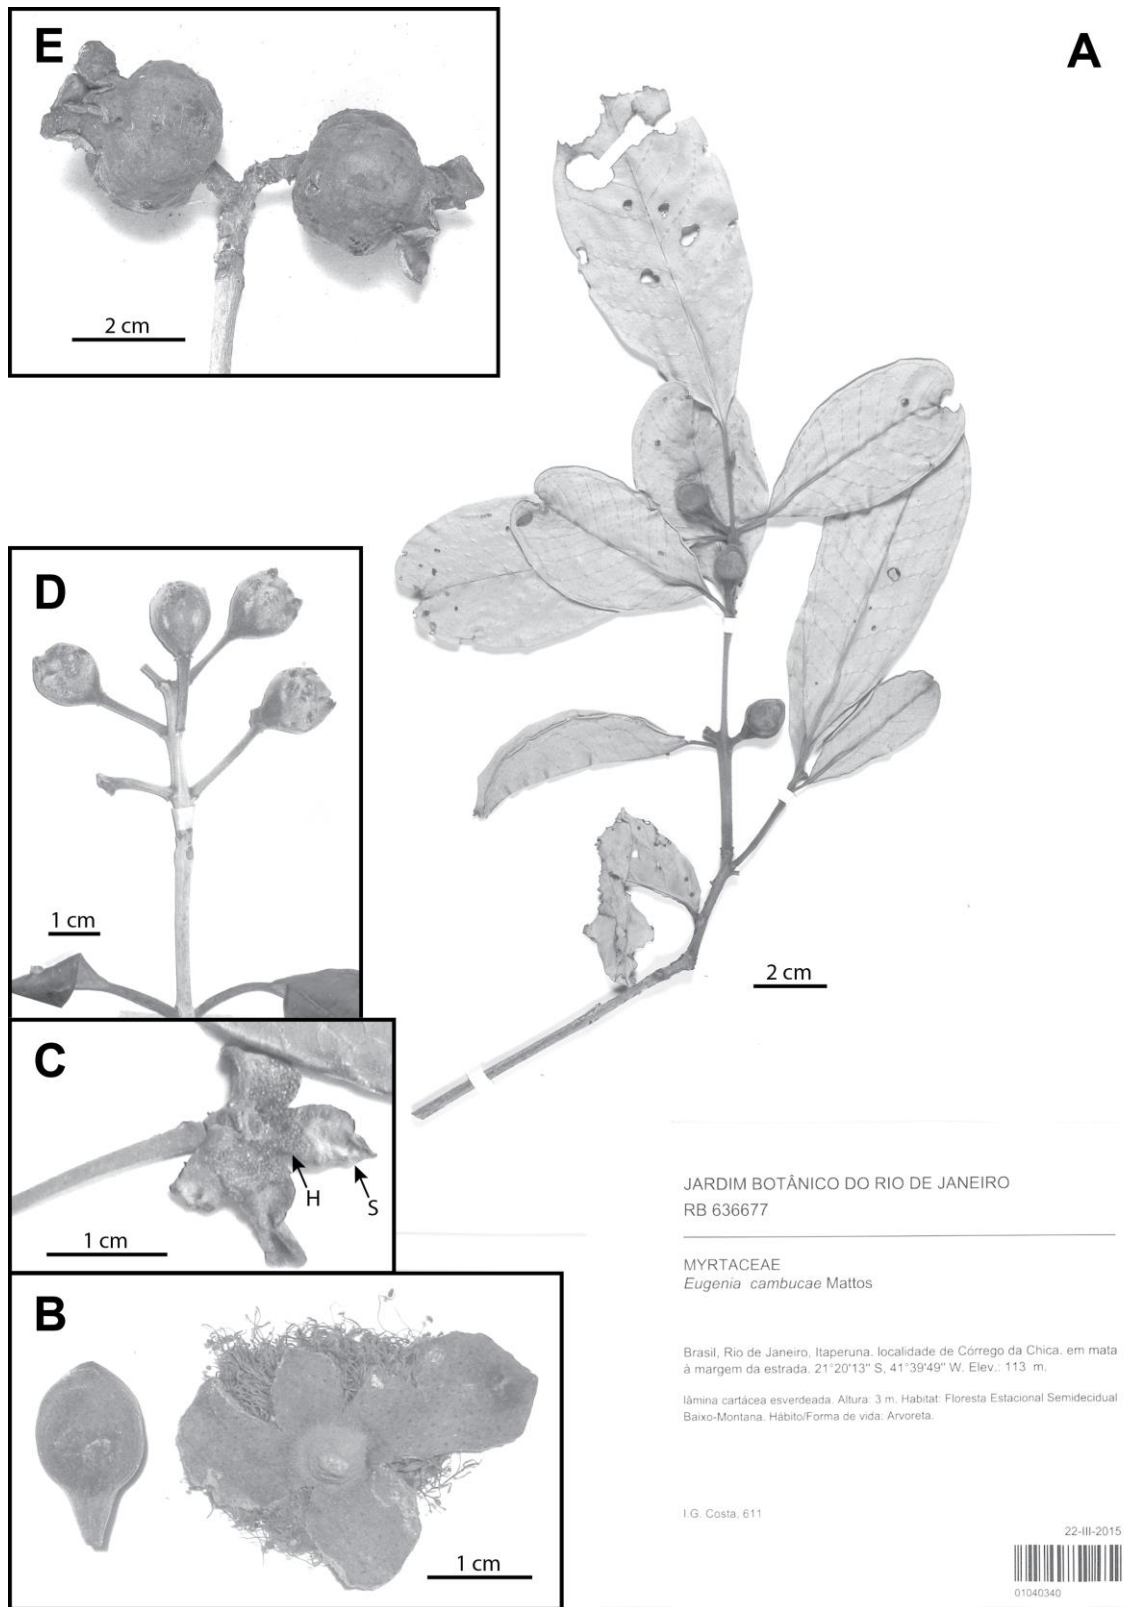 E
A
2 cm
D
1 cm
2 cm
C
H
S
1 cm
JARDIM BOTÂNICO DO RIO DE JANEIRO
RB 636677
MYRTACEAE
Eugenia cambucae Mattos
B
Brasil, Rio de Janeiro, Itaperuna. localidade de Córrego da Chica. em mata
à margem da estrada. 21°20'13" S, 41°39'49" W. Elev.: 113 m.
lâmina cartácea esverdeada. Altura: 3 m. Habitat: Floresta Estacional Semidecidual
Baixo-Montana. Hábito/Forma de vida: Arvoreta.
I.G. Costa, 611
22-III-2015
1 cm
01040340